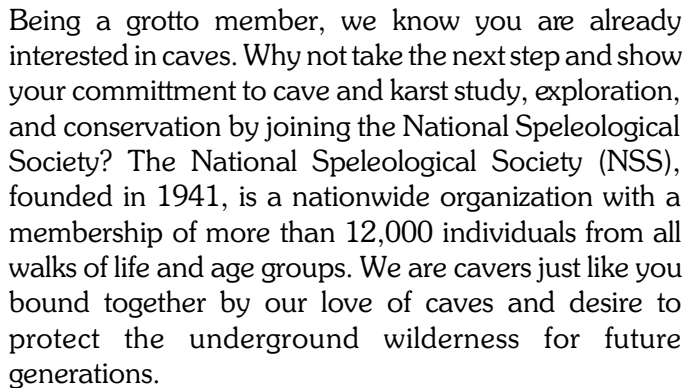 Being a grotto member, we know you are already
interested in caves. Why not take the next step and show
your committment to cave and karst study, exploration,
and conservation by joining the National Speleological
Society? The National Speleological Society (NSS),
founded in 1941, is a nationwide organization with a
membership of more than 12,000 individuals from all
walks of life and age groups. We are cavers just like you
bound together by our love of caves and desire to
protect the underground wilderness for future
generations.